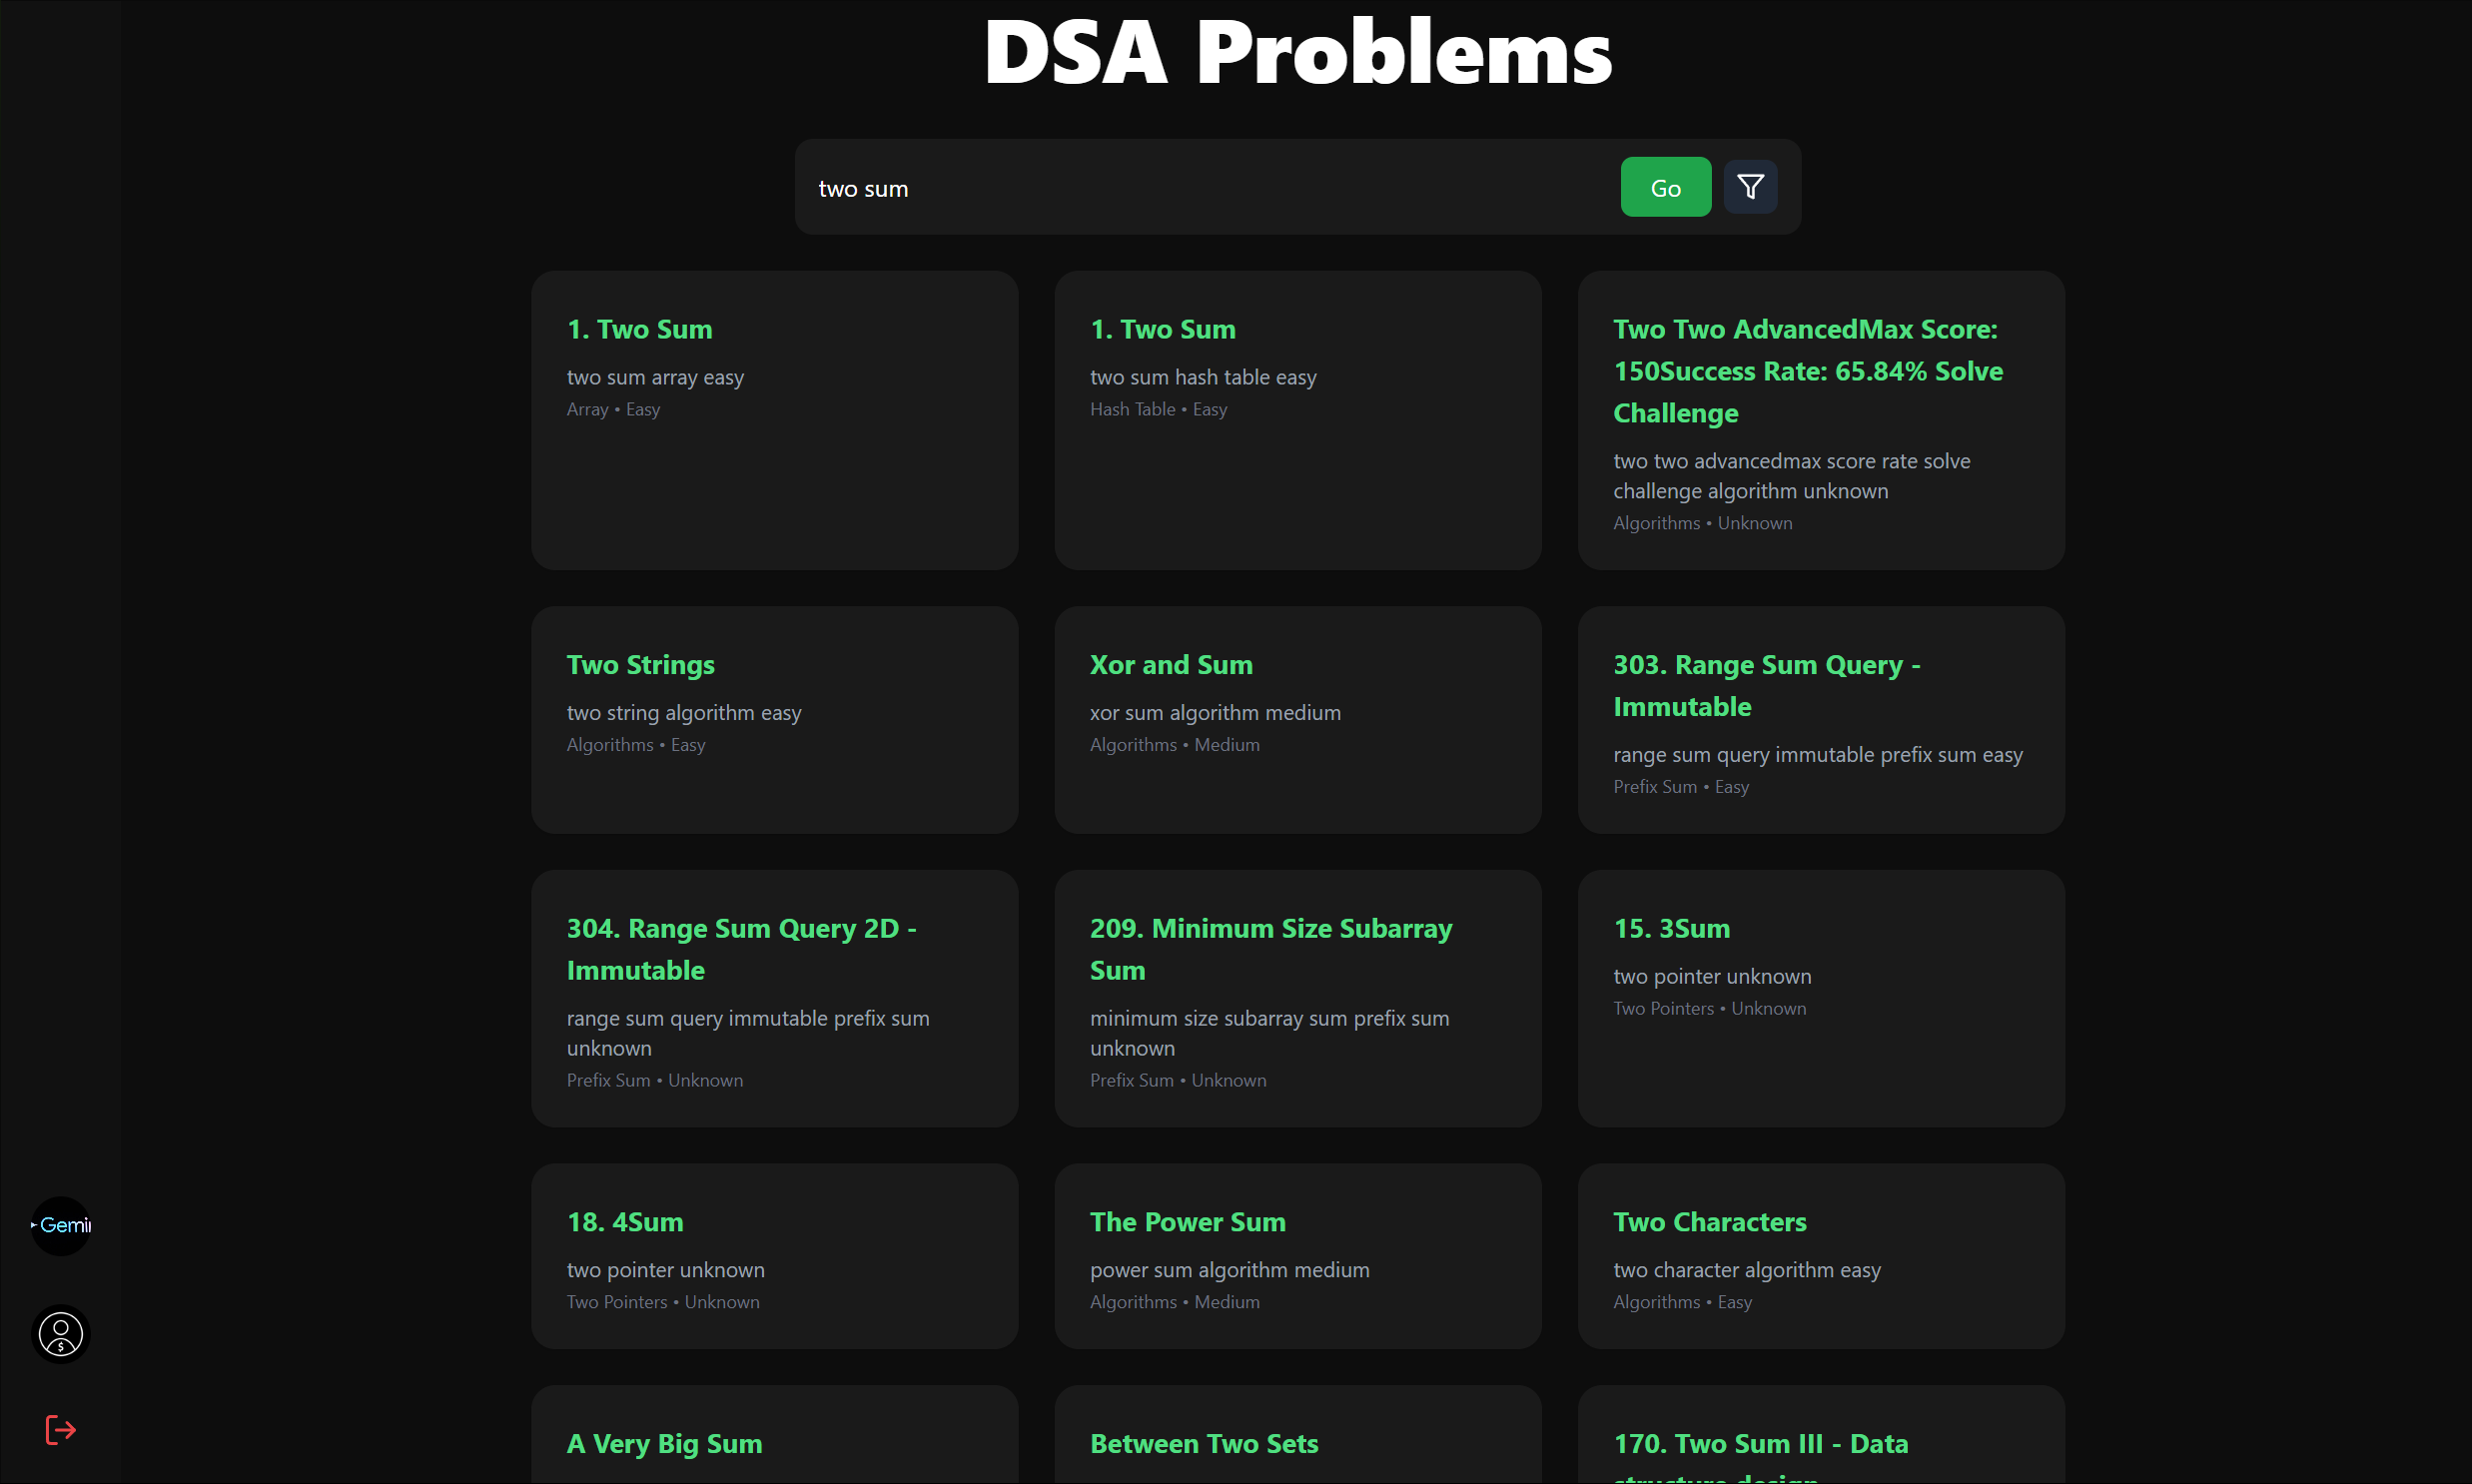 DSA Problems
two sum
Go
1. Two Sum
two sum array easy
Array • Easy
1. Two Sum
two sum hash table easy
Hash Table • Easy
Two Two AdvancedMax Score:
150Success Rate: 65.84% Solve
Challenge
two two advancedmax score rate solve
challenge algorithm unknown
Algorithms • Unknown
Two Strings
two string algorithm easy
Algorithms • Easy
Xor and Sum
xor sum algorithm medium
Algorithms • Medium
303. Range Sum Query -
Immutable
range sum query immutable prefix sum easy
Prefix Sum • Easy
304. Range Sum Query 2D -
Immutable
range sum query immutable prefix sum
unknown
Prefix Sum • Unknown
209. Minimum Size Subarray
Sum
minimum size subarray sum prefix sum
unknown
Prefix Sum • Unknown
15. 3Sum
two pointer unknown
Two Pointers • Unknown
18. 4Sum
two pointer unknown
Two Pointers • Unknown
The Power Sum
power sum algorithm medium
Algorithms • Medium
Two Characters
two character algorithm easy
Algorithms • Easy
A Very Big Sum
Between Two Sets
170. Two Sum III - Data
structure design
Gemi
$